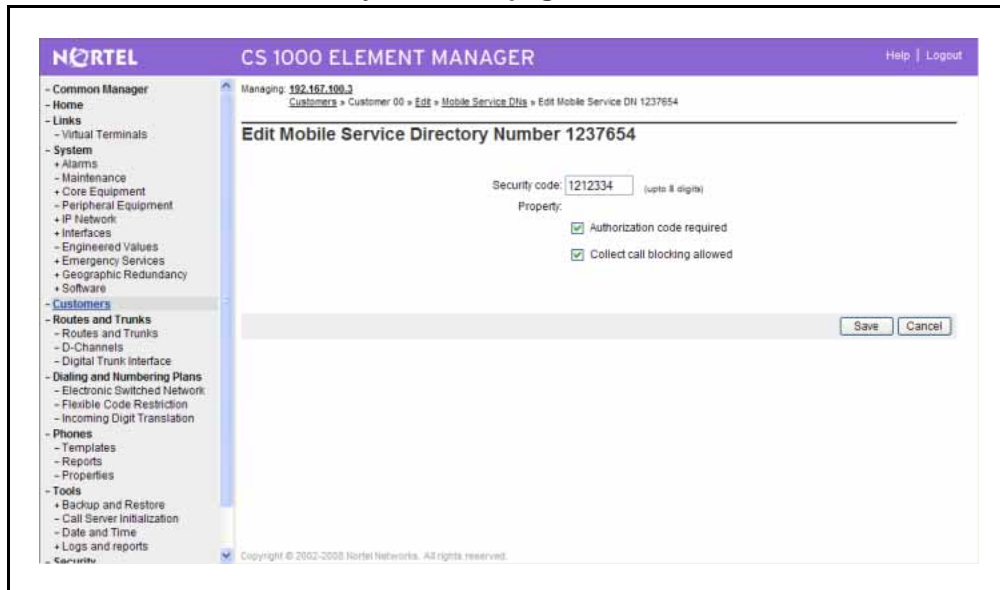 NORTEL
CS 1000 ELEMENT MANAGER
Help | Logout
- Common Manager
- Home
- Links
- Virtual Terminals
- System
+ Alarms
- Maintenance
+ Core Equipment
- Peripheral Equipment
+ IP Network
+ Interfaces
- Engineered Values
+ Emergency Services
+ Geographic Redundancy
+ Software
- Customers
- Routes and Trunks
- Routes and Trunks
- D-Channels
- Digital Trunk Interface
- Dialing and Numbering Plans
- Electronic Switched Network
- Flexible Code Restriction
- Incoming Digit Translation
- Phones
- Templates
- Reports
- Properties
- Tools
+ Backup and Restore
- Call Server Initialization
- Date and Time
+ Logs and reports
- Security
Managing: 192.167.100.3
Customers » Customer 00 » Edit » Mobile Service DNs » Edit Mobile Service DN 1237654
Edit Mobile Service Directory Number 1237654
Security code: 1212334 (upto 8 digits)
Property:
Authorization code required
Collect call blocking allowed
Save Cancel
Copyright © 2002-2008 Nortel Networks. All rights reserved.